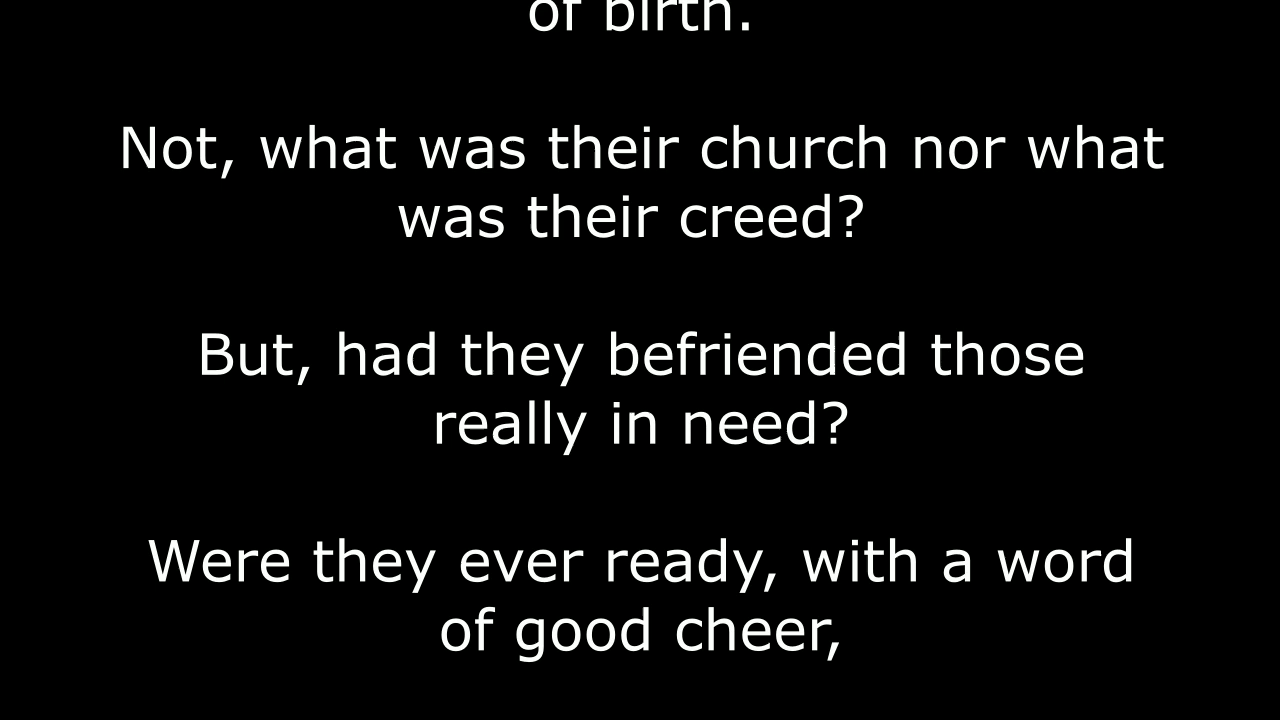 of birth.
Not, what was their church nor what
was their creed?
But, had they befriended those
really in need?
Were they ever ready, with a word
of good cheer,